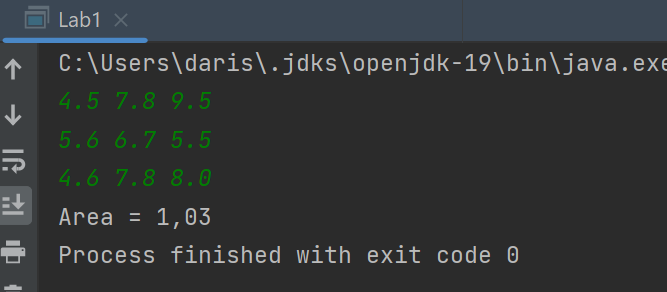 Lab1
C:\Users\daris\.jdks\openjdk-19\bin\java.exe
4.5 7.8 9.5
5.6 6.7 5.5
4.6 7.8 8.0
Area = 1,03
Process finished with exit code 0